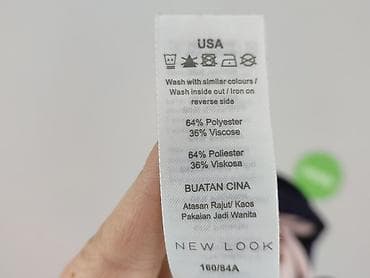 USA
Wash with similar colours /
Wash inside out / Iron on
reverse side
64% Polyester
36% Viscose
64% Poliester
36% Viskosa
BUATAN CINA
Atasan Rajut/ Kaos
Pakaian Jadi Wanita
NEW LOOK
160/84A